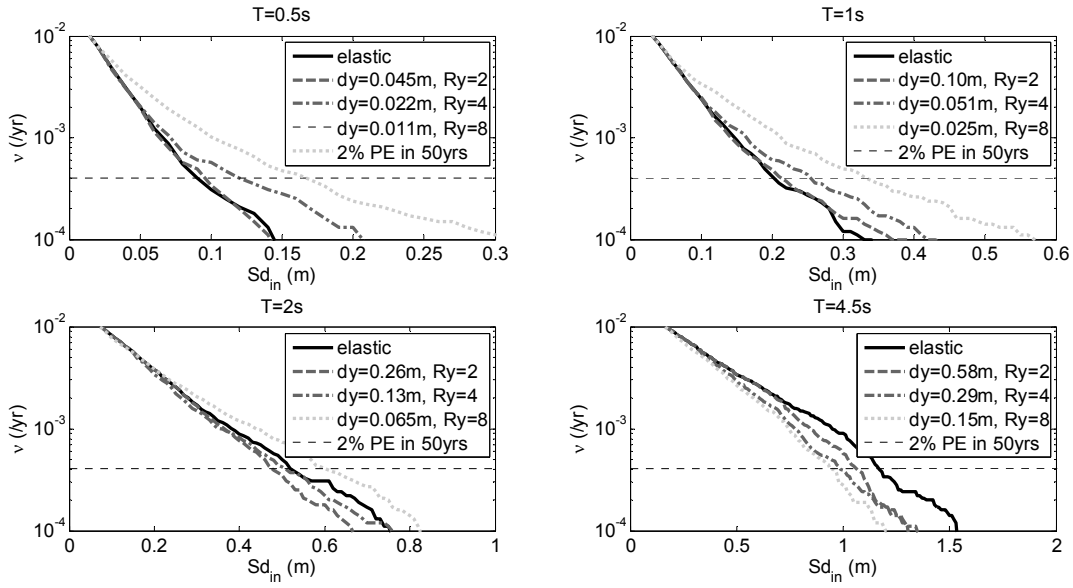 T=0.5s
10^-2
10^-3
10^-4
ν (/yr)
elastic
dy=0.045m, Ry=2
dy=0.022m, Ry=4
dy=0.011m, Ry=8
2% PE in 50yrs
0 0.05 0.1 0.15 0.2 0.25 0.3
Sd_in (m)
T=1s
10^-2
10^-3
10^-4
ν (/yr)
elastic
dy=0.10m, Ry=2
dy=0.051m, Ry=4
dy=0.025m, Ry=8
2% PE in 50yrs
0 0.1 0.2 0.3 0.4 0.5 0.6
Sd_in (m)
T=2s
10^-2
10^-3
10^-4
ν (/yr)
elastic
dy=0.26m, Ry=2
dy=0.13m, Ry=4
dy=0.065m, Ry=8
2% PE in 50yrs
0 0.2 0.4 0.6 0.8 1
Sd_in (m)
T=4.5s
10^-2
10^-3
10^-4
ν (/yr)
elastic
dy=0.58m, Ry=2
dy=0.29m, Ry=4
dy=0.15m, Ry=8
2% PE in 50yrs
0 0.5 1 1.5 2
Sd_in (m)